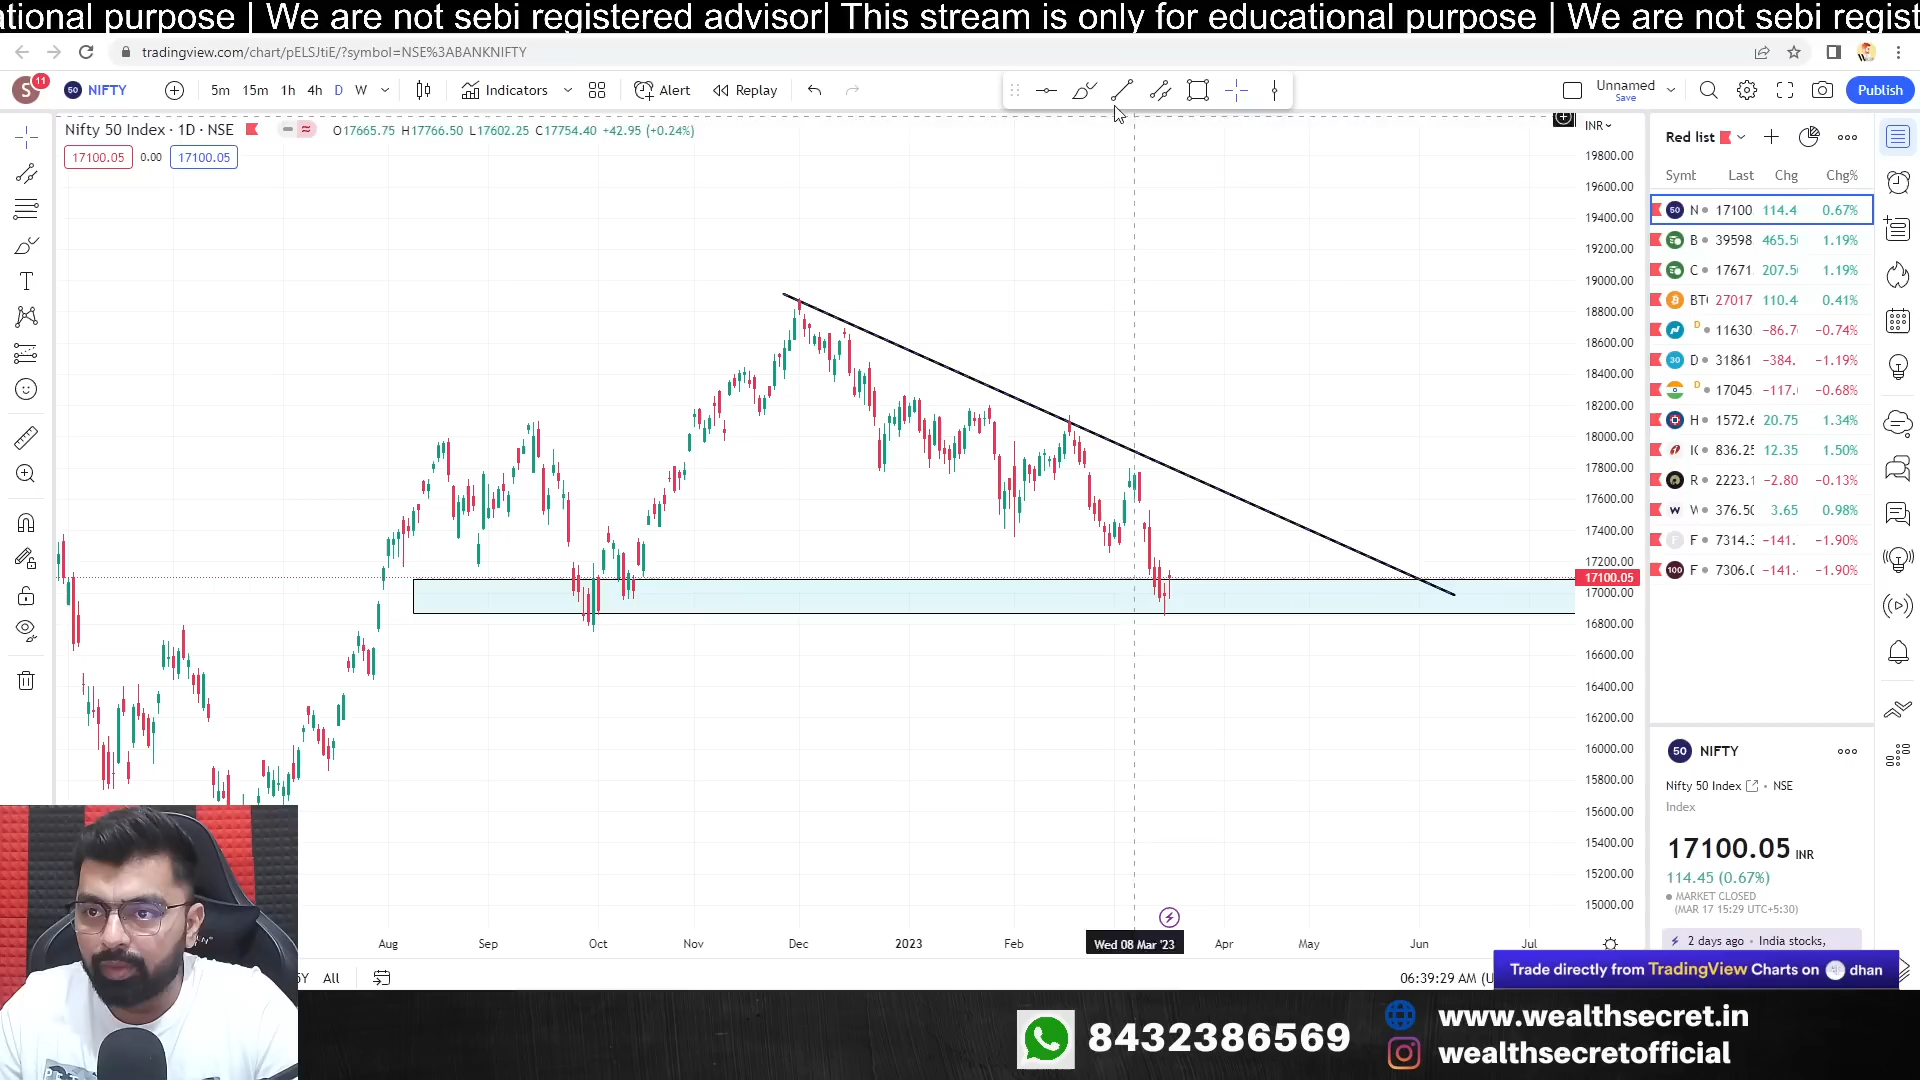 ational purpose | We are not sebi registered advisor| This stream is only for educational purpose | We are not sebi regist
tradingview.com/chart/pELSJtiE/?symbol=NSE%3ABANKNIFTY
S 11 50 NIFTY 5m 15m 1h 4h D W Indicators Alert Replay Unnamed Save Publish
Nifty 50 Index · 1D · NSE O17665.75 H17766.50 L17602.25 C17754.40 +42.95 (+0.24%)
17100.05 0.00 17100.05
INR
19800.00
19600.00
19400.00
19200.00
19000.00
18800.00
18600.00
18400.00
18200.00
18000.00
17800.00
17600.00
17400.00
17200.00
17100.05
17000.00
16800.00
16600.00
16400.00
16200.00
16000.00
15800.00
15600.00
15400.00
15200.00
15000.00
Aug Sep Oct Nov Dec 2023 Feb Wed 08 Mar '23 Apr May Jun Jul
5Y All 06:39:29 AM (U
Red list
Symt Last Chg Chg%
50 N 17100 114.4 0.67%
B 39598 465.5 1.19%
C 17671 207.5 1.19%
BT 27017 110.4 0.41%
D 11630 −86.7 −0.74%
30 D 31861 −384. −1.19%
D 17045 −117. −0.68%
H 1572.6 20.75 1.34%
IC 836.25 12.35 1.50%
R 2223.1 −2.80 −0.13%
W 376.50 3.65 0.98%
F 7314.3 −141. −1.90%
100 F 7306.0 −141. −1.90%
50 NIFTY
Nifty 50 Index · NSE
Index
17100.05 INR
114.45 (0.67%)
MARKET CLOSED
(MAR 17 15:29 UTC+5:30)
2 days ago · India stocks,
Trade directly from TradingView Charts on dhan
8432386569
www.wealthsecret.in
wealthsecretofficial